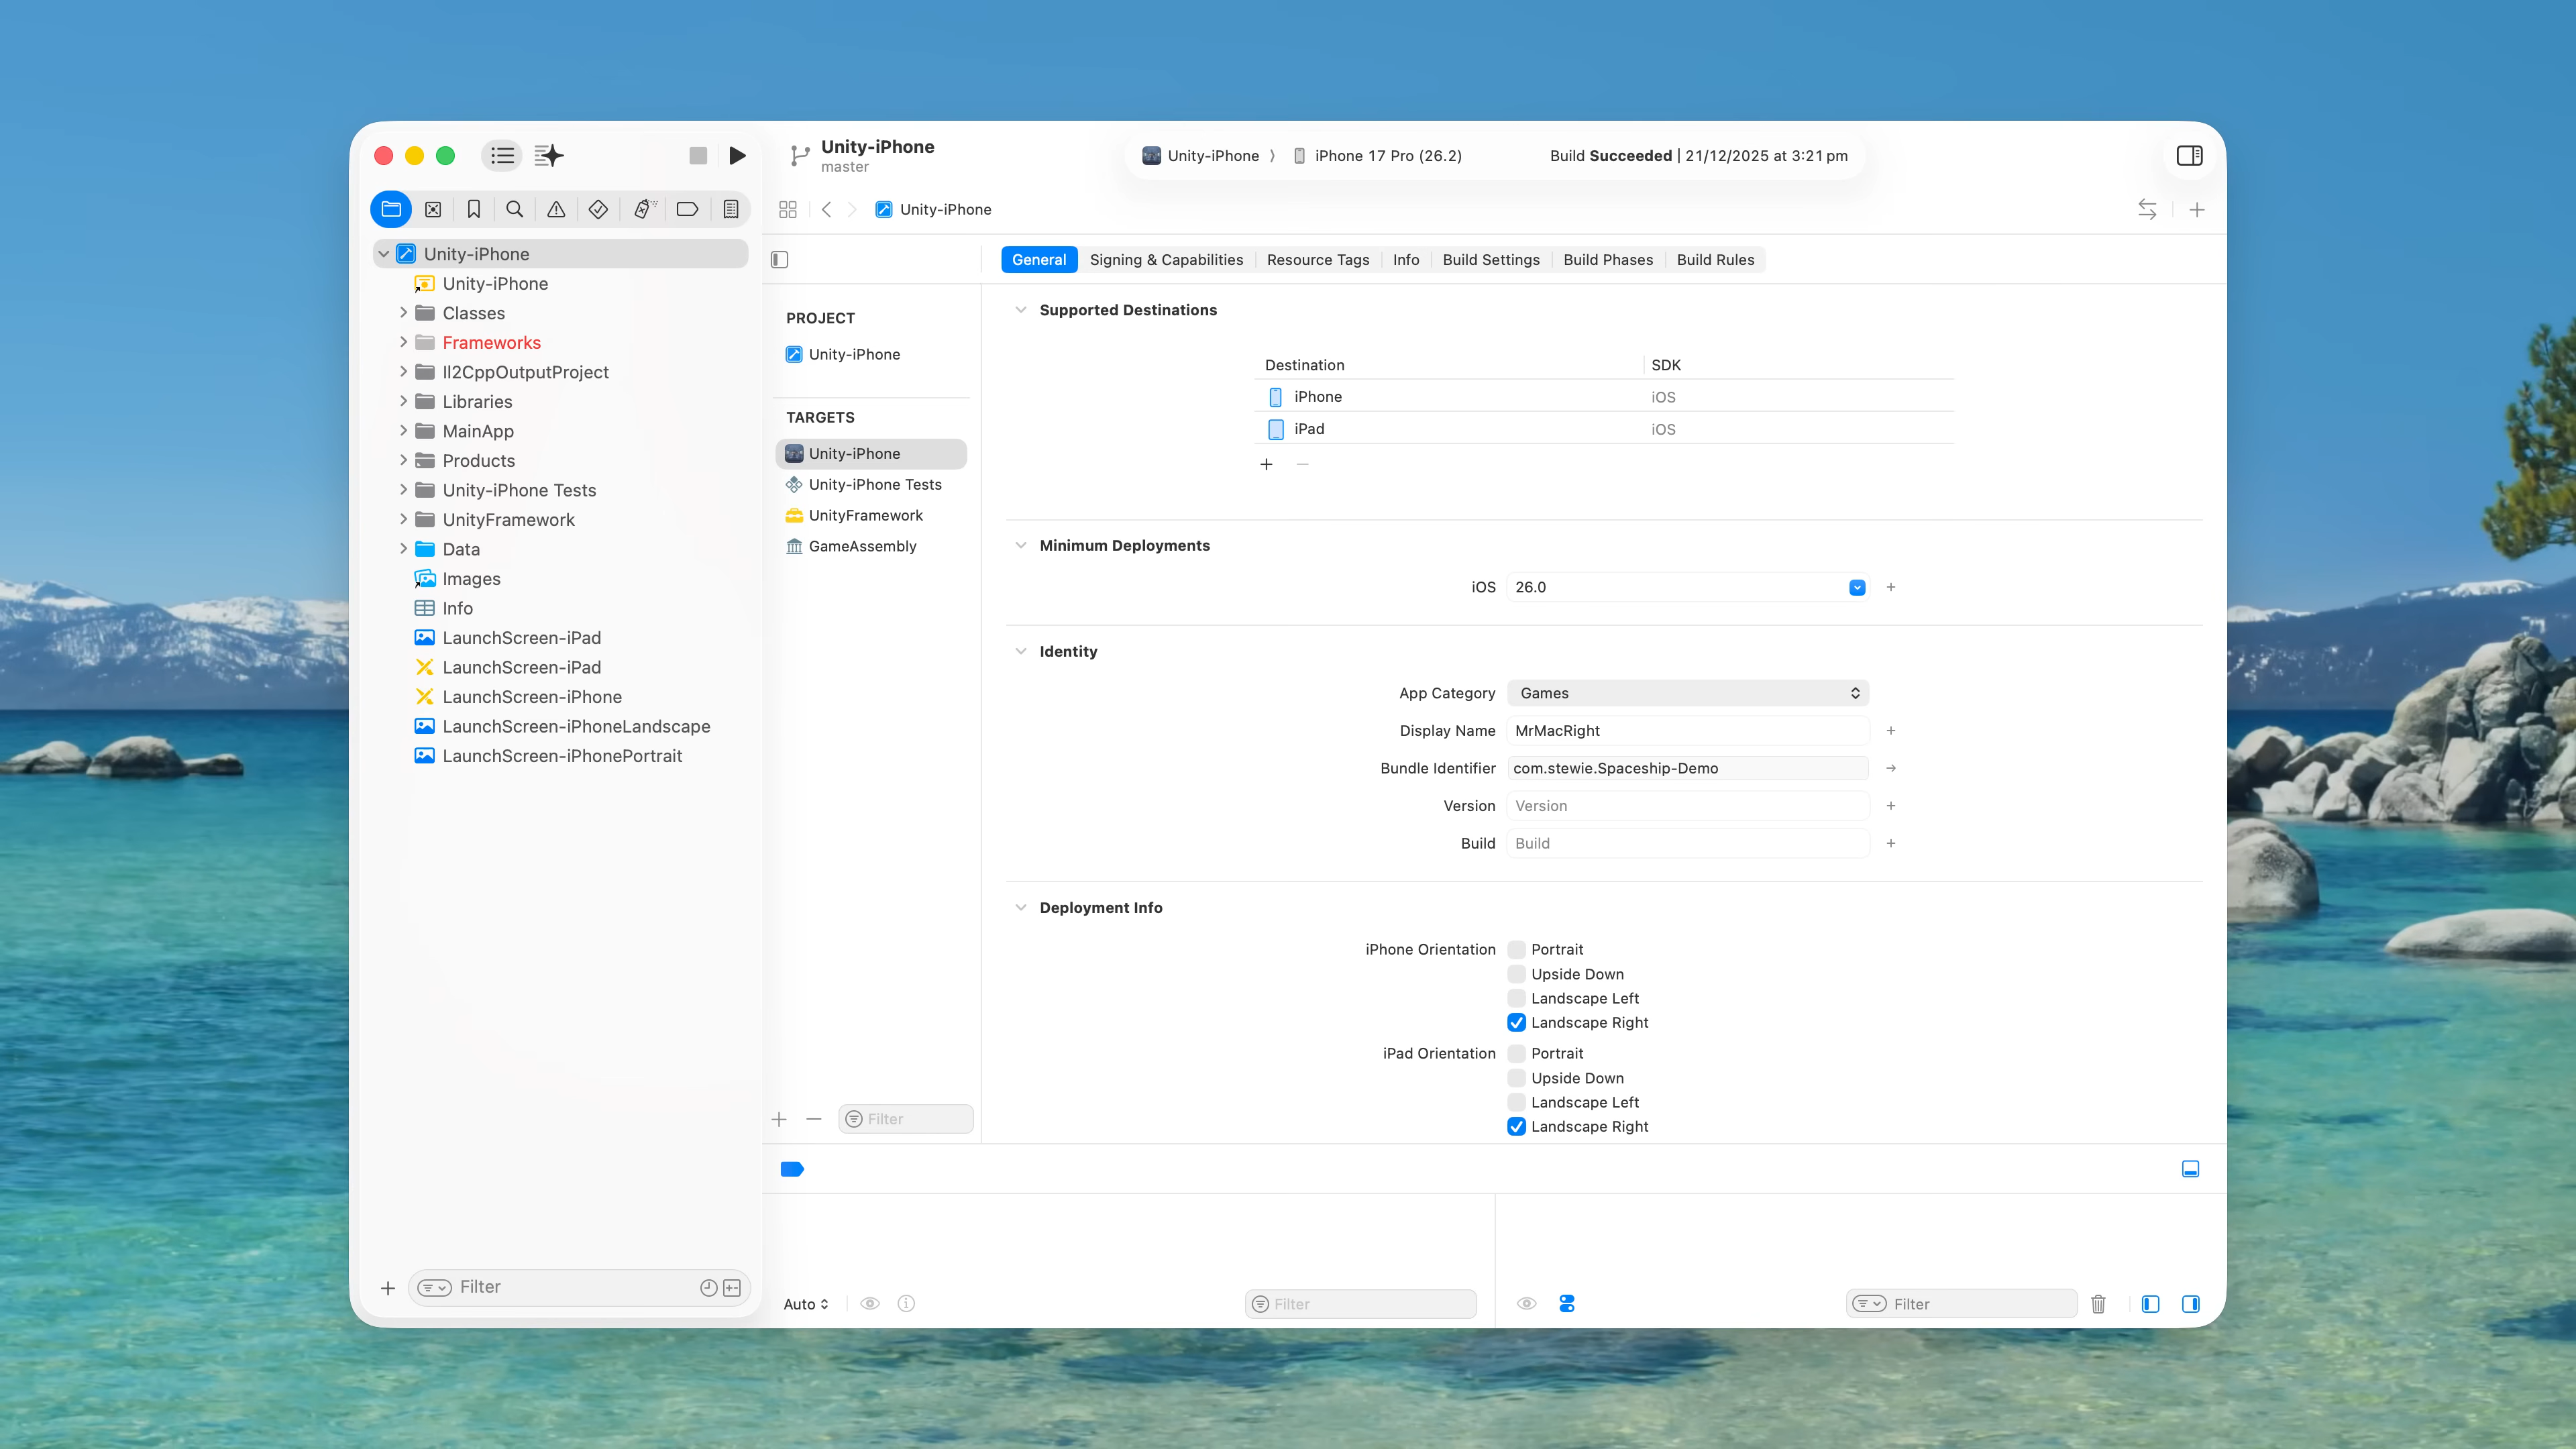 Unity-iPhone
master
Unity-iPhone
iPhone 17 Pro (26.2)
Build Succeeded | 21/12/2025 at 3:21 pm
Unity-iPhone
Unity-iPhone
Unity-iPhone
Classes
Frameworks
Il2CppOutputProject
Libraries
MainApp
Products
Unity-iPhone Tests
UnityFramework
Data
Images
Info
LaunchScreen-iPad
LaunchScreen-iPad
LaunchScreen-iPhone
LaunchScreen-iPhoneLandscape
LaunchScreen-iPhonePortrait
Filter
PROJECT
Unity-iPhone
TARGETS
Unity-iPhone
Unity-iPhone Tests
UnityFramework
GameAssembly
Filter
General Signing & Capabilities Resource Tags Info Build Settings Build Phases Build Rules
Supported Destinations
Destination SDK
iPhone iOS
iPad iOS
Minimum Deployments
iOS 26.0
Identity
App Category Games
Display Name MrMacRight
Bundle Identifier com.stewie.Spaceship-Demo
Version Version
Build Build
Deployment Info
iPhone Orientation Portrait
Upside Down
Landscape Left
Landscape Right
iPad Orientation Portrait
Upside Down
Landscape Left
Landscape Right
Auto
Filter
Filter